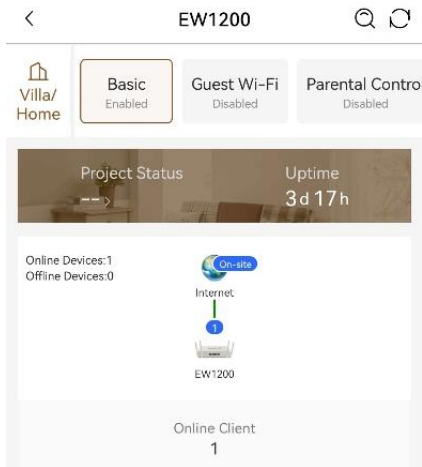 EW1200
Villa/
Home
Basic
Enabled
Guest Wi-Fi
Disabled
Parental Contro
Disabled
Project Status
-- >
Uptime
3d 17h
Online Devices:1
Offline Devices:0
On-site
Internet
1
EW1200
Online Client
1